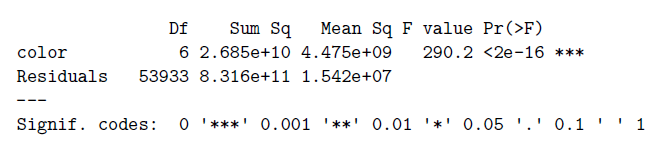 Df Sum Sq Mean Sq F value Pr(>F)
color 6 2.685e+10 4.475e+09 290.2 <2e-16 ***
Residuals 53933 8.316e+11 1.542e+07
---
Signif. codes: 0 '***' 0.001 '**' 0.01 '*' 0.05 '.' 0.1 ' ' 1